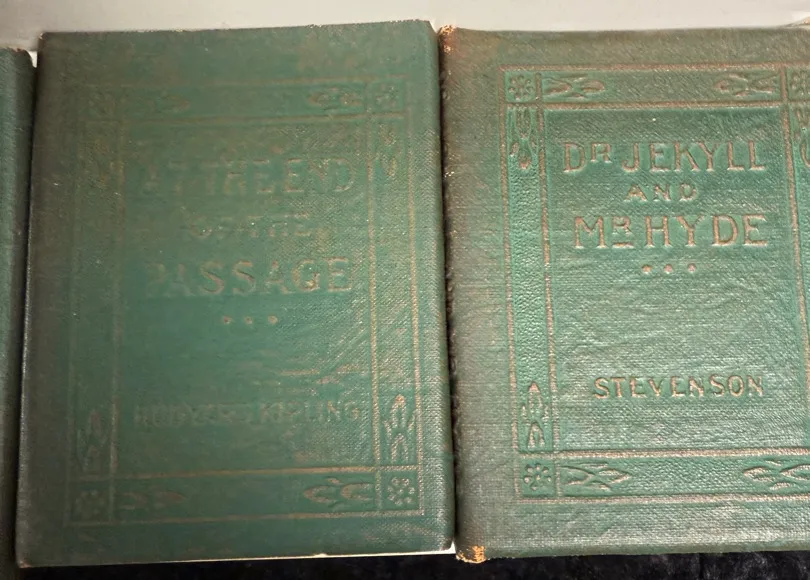 AT THE END
OF THE
PASSAGE
RUDYARD KIPLING
DR JEKYLL
AND
MR HYDE
STEVENSON